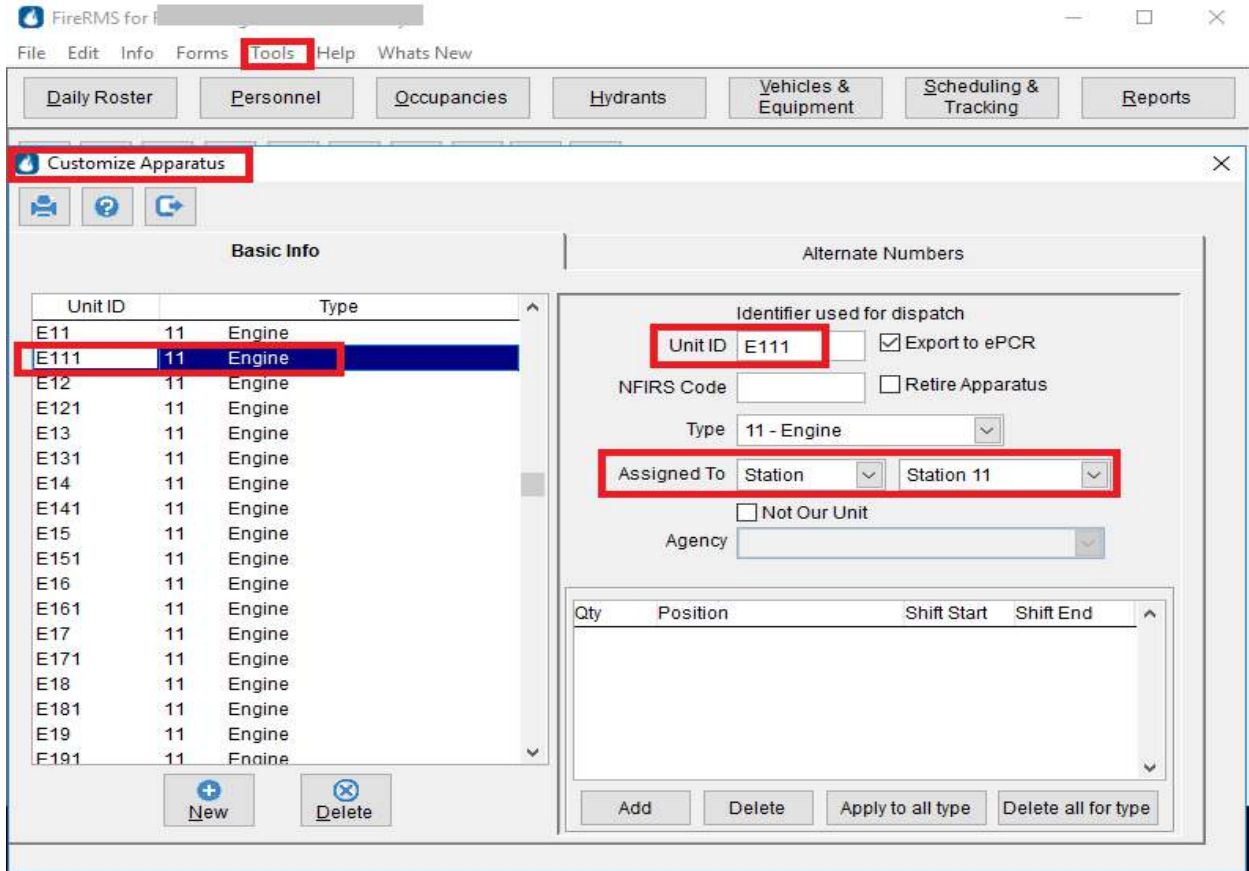 FireRMS for
File Edit Info Forms Tools Help Whats New
Daily Roster Personnel Occupancies Hydrants Vehicles & Equipment Scheduling & Tracking Reports
Customize Apparatus
Basic Info Alternate Numbers
Unit ID Type
E11 11 Engine
E111 11 Engine
E12 11 Engine
E121 11 Engine
E13 11 Engine
E131 11 Engine
E14 11 Engine
E141 11 Engine
E15 11 Engine
E151 11 Engine
E16 11 Engine
E161 11 Engine
E17 11 Engine
E171 11 Engine
E18 11 Engine
E181 11 Engine
E19 11 Engine
E191 11 Engine
New Delete
Identifier used for dispatch
Unit ID E111 Export to ePCR
NFIRS Code Retire Apparatus
Type 11 - Engine
Assigned To Station Station 11
Not Our Unit
Agency
Qty Position Shift Start Shift End
Add Delete Apply to all type Delete all for type